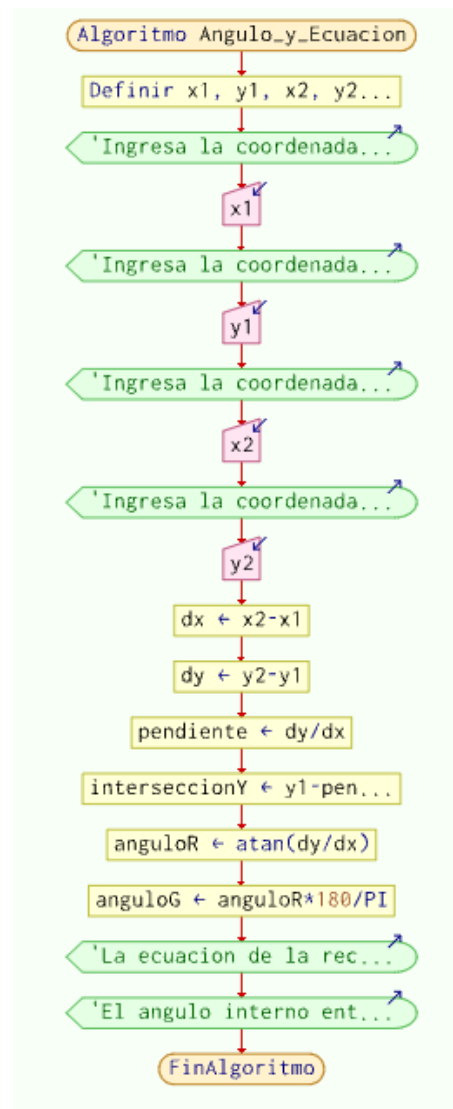 Algoritmo Angulo_y_Ecuacion
Definir x1, y1, x2, y2...
'Ingresa la coordenada...
x1
'Ingresa la coordenada...
y1
'Ingresa la coordenada...
x2
'Ingresa la coordenada...
y2
dx ← x2-x1
dy ← y2-y1
pendiente ← dy/dx
interseccionY ← y1-pen...
anguloR ← atan(dy/dx)
anguloG ← anguloR*180/PI
'La ecuacion de la rec...
'El angulo interno ent...
FinAlgoritmo